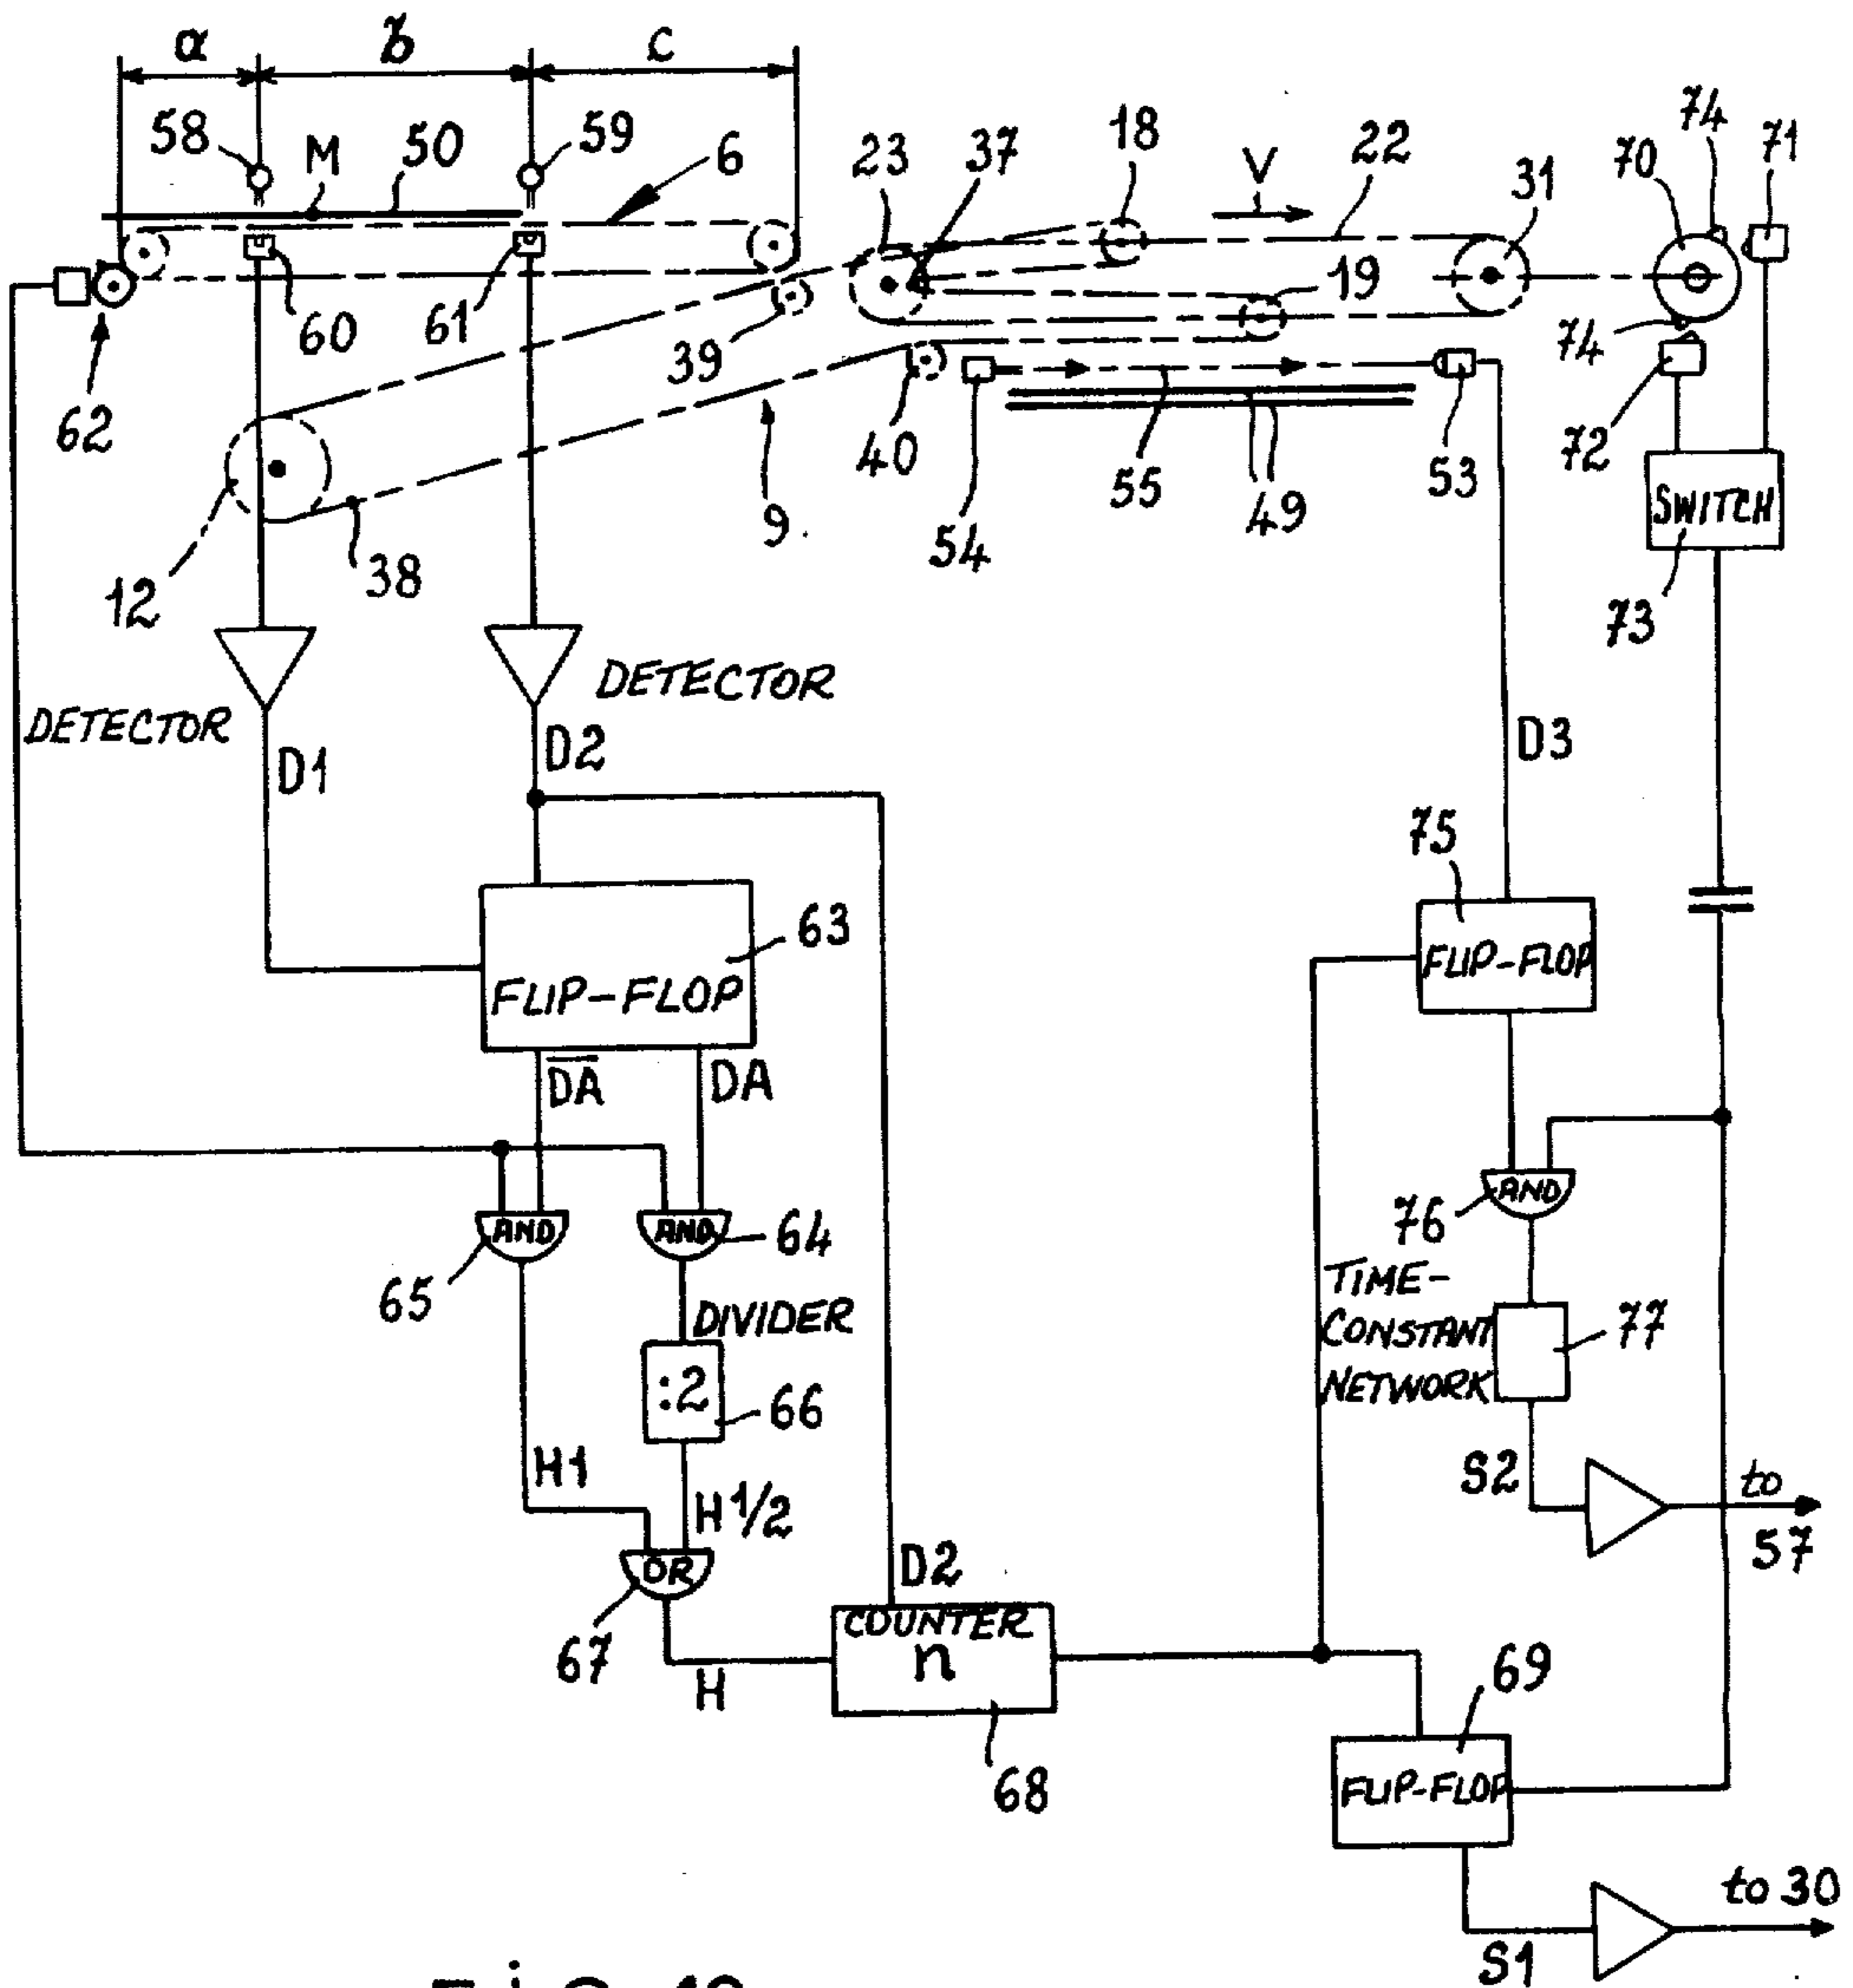 a
b
c
58
M
50
59
6
23
37
18
V
22
31
70
74
71
62
60
61
39
19
74
72
40
9
54
55
49
53
SWITCH
73
12
38
DETECTOR
DETECTOR
D1
D2
D3
75
63
FLIP-FLOP
FLIP-FLOP
DA
DA
AND
AND
64
65
AND
76
DIVIDER
:2
66
TIME-
CONSTANT
NETWORK
77
H1
H 1/2
S2
to
57
OR
67
H
D2
COUNTER
n
68
69
FLIP-FLOP
to 30
S1